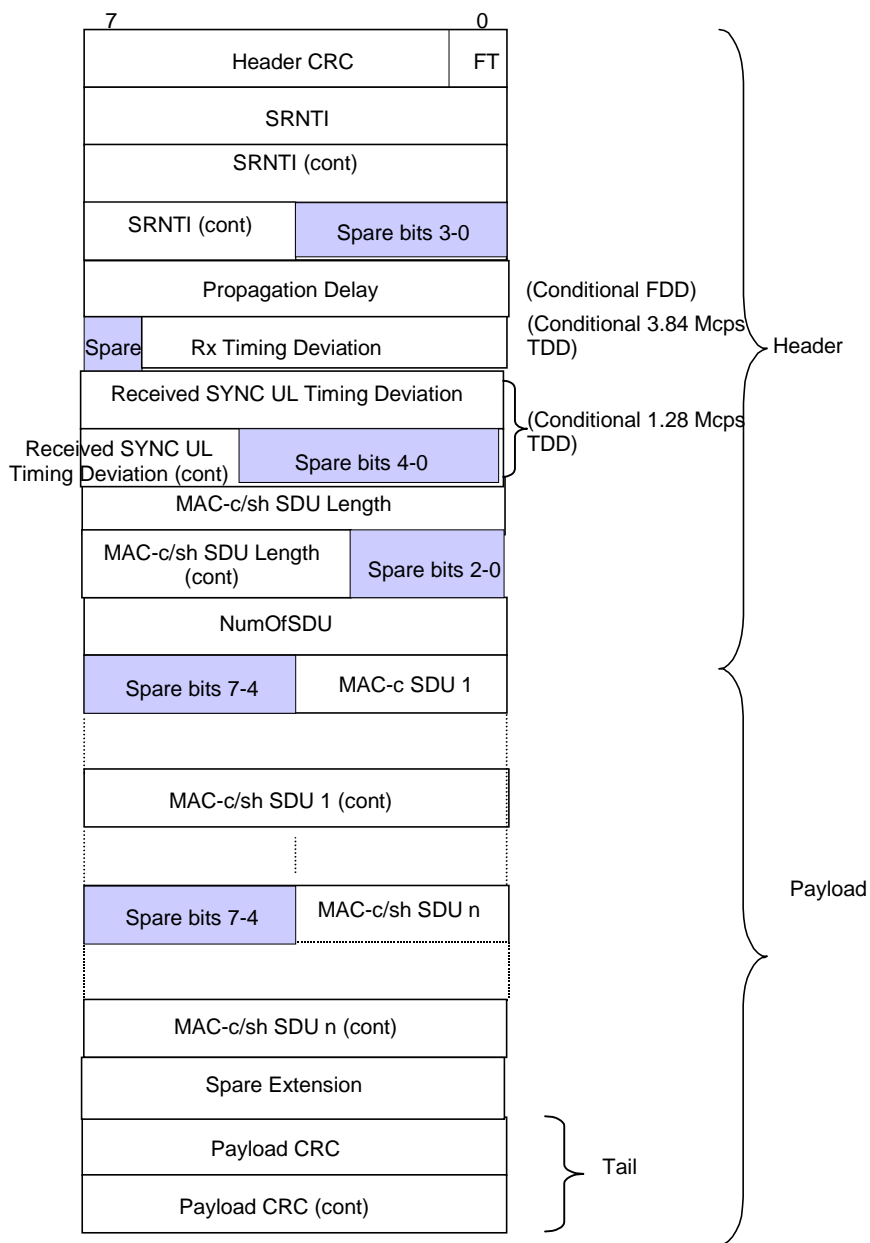 7 0
Header CRC FT
SRNTI
SRNTI (cont)
SRNTI (cont) Spare bits 3-0
Propagation Delay (Conditional FDD)
Spare Rx Timing Deviation (Conditional 3.84 Mcps
TDD)
Header
Received SYNC UL Timing Deviation
(Conditional 1.28 Mcps
TDD)
Received SYNC UL
Timing Deviation (cont)
Spare bits 4-0
MAC-c/sh SDU Length
MAC-c/sh SDU Length
(cont)
Spare bits 2-0
NumOfSDU
Spare bits 7-4 MAC-c SDU 1
MAC-c/sh SDU 1 (cont)
Spare bits 7-4 MAC-c/sh SDU n
Payload
MAC-c/sh SDU n (cont)
Spare Extension
Payload CRC
Tail
Payload CRC (cont)